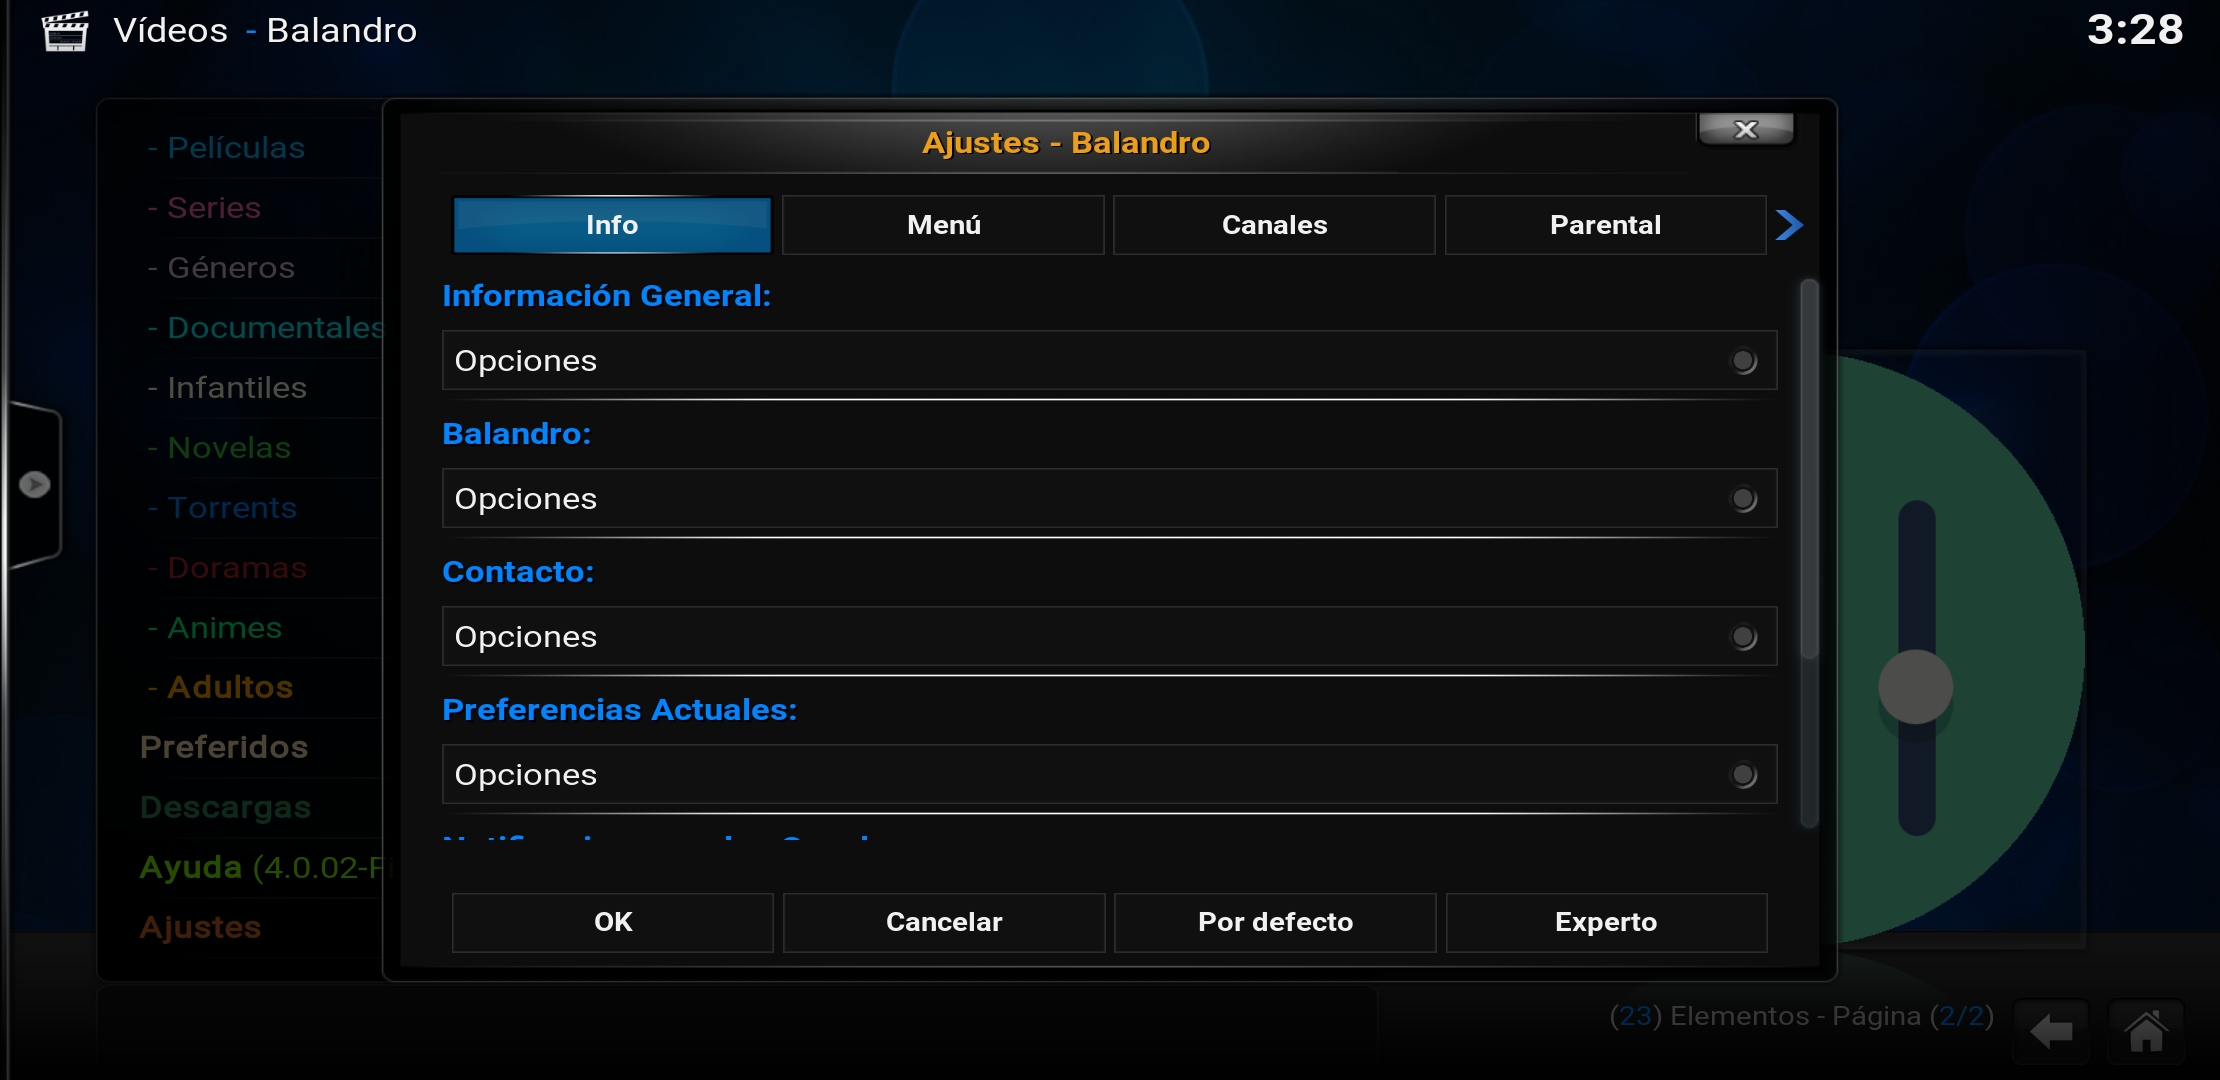 Vídeos - Balandro
3:28
- Películas
- Series
- Géneros
- Documentales
- Infantiles
- Novelas
- Torrents
- Doramas
- Animes
- Adultos
Preferidos
Descargas
Ayuda (4.0.02-F
Ajustes
Ajustes - Balandro
Info
Menú
Canales
Parental
Información General:
Opciones
Balandro:
Opciones
Contacto:
Opciones
Preferencias Actuales:
Opciones
OK
Cancelar
Por defecto
Experto
(23) Elementos - Página (2/2)